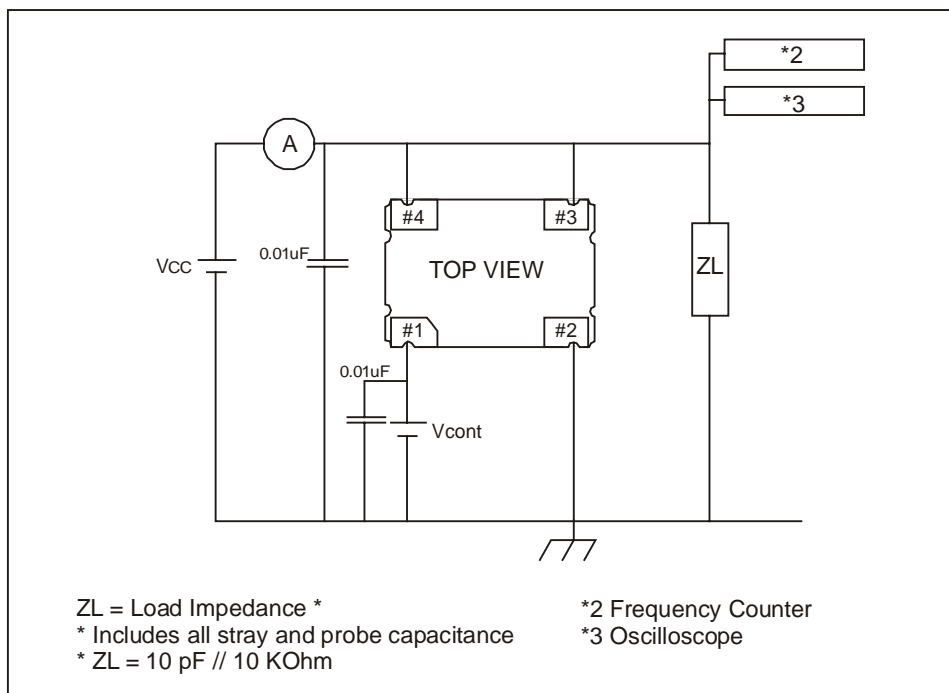 *2
*3
A
#4
#3
VCC
0.01uF
TOP VIEW
ZL
#1
#2
0.01uF
Vcont
ZL = Load Impedance *
* Includes all stray and probe capacitance
* ZL = 10 pF // 10 KOhm
*2 Frequency Counter
*3 Oscilloscope